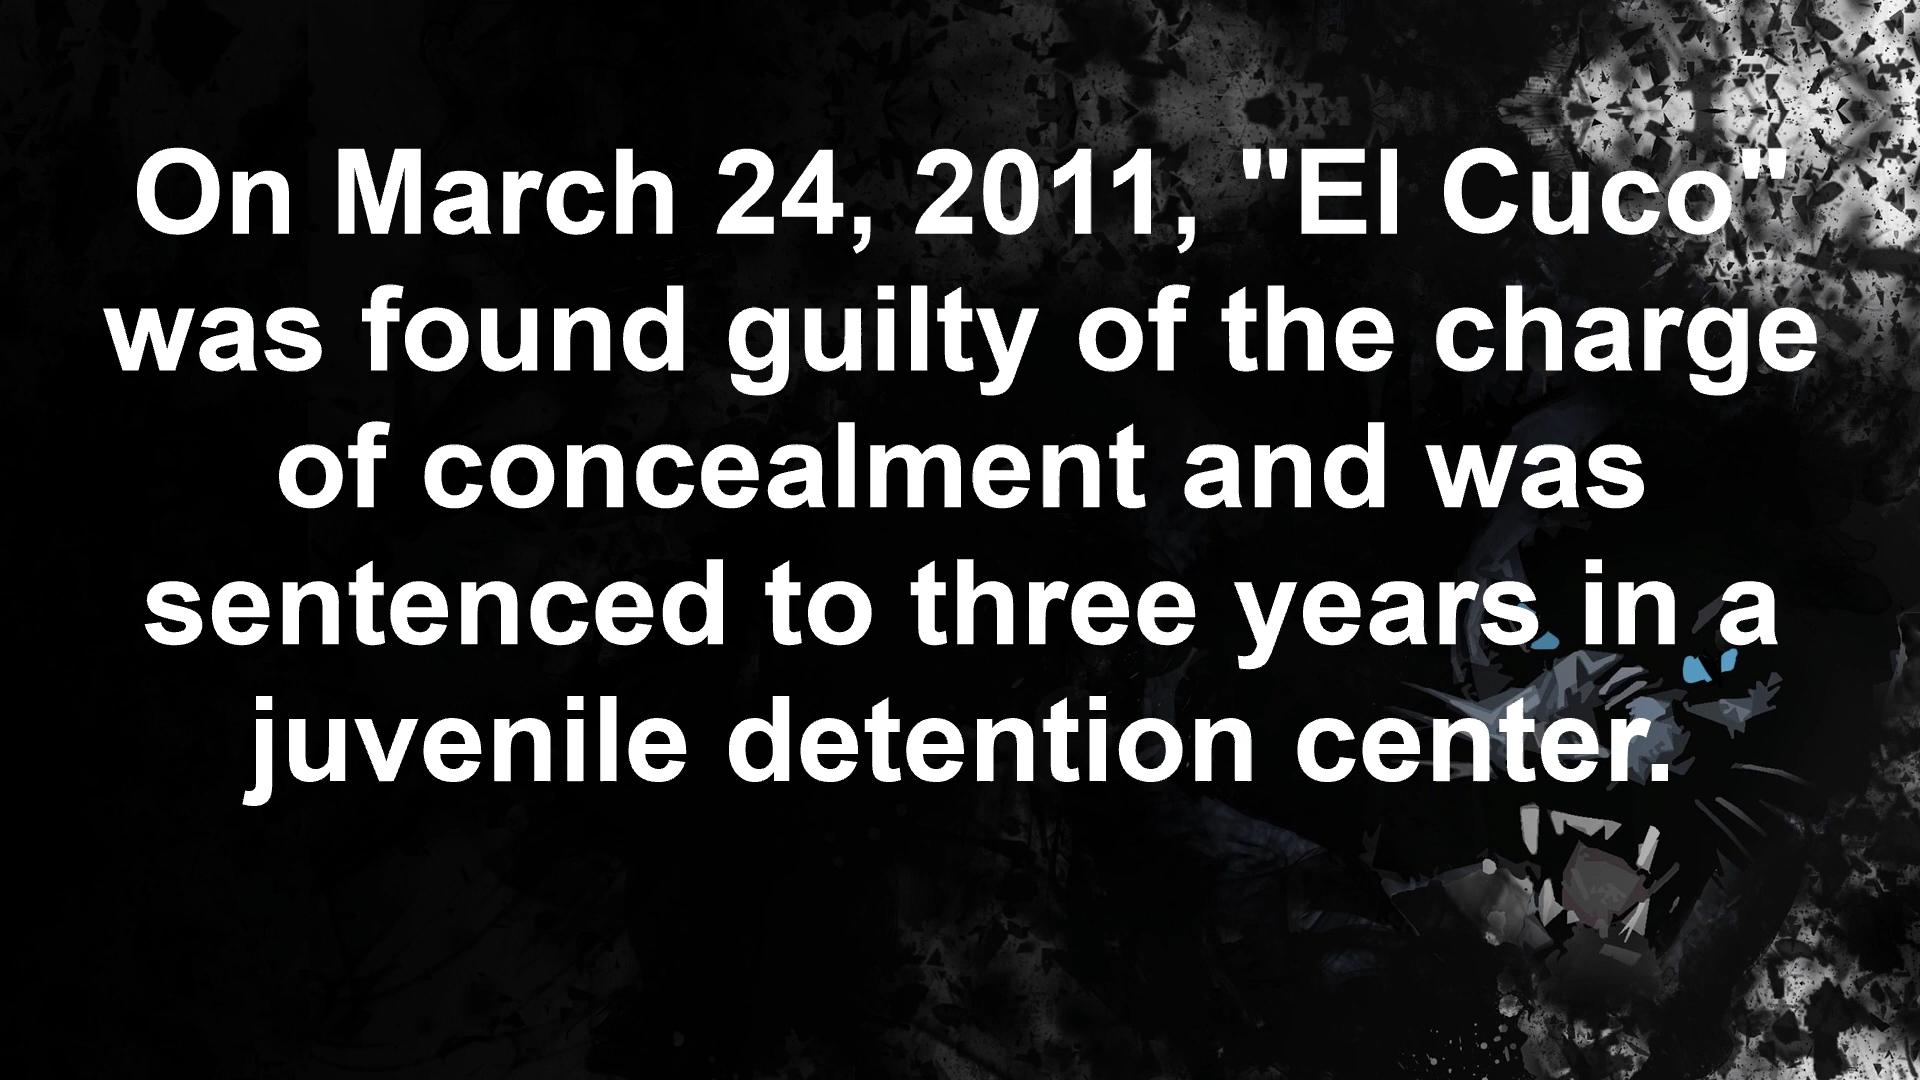 On March 24, 2011, "El Cuco"
was found guilty of the charge
of concealment and was
sentenced to three years in a
juvenile detention center.